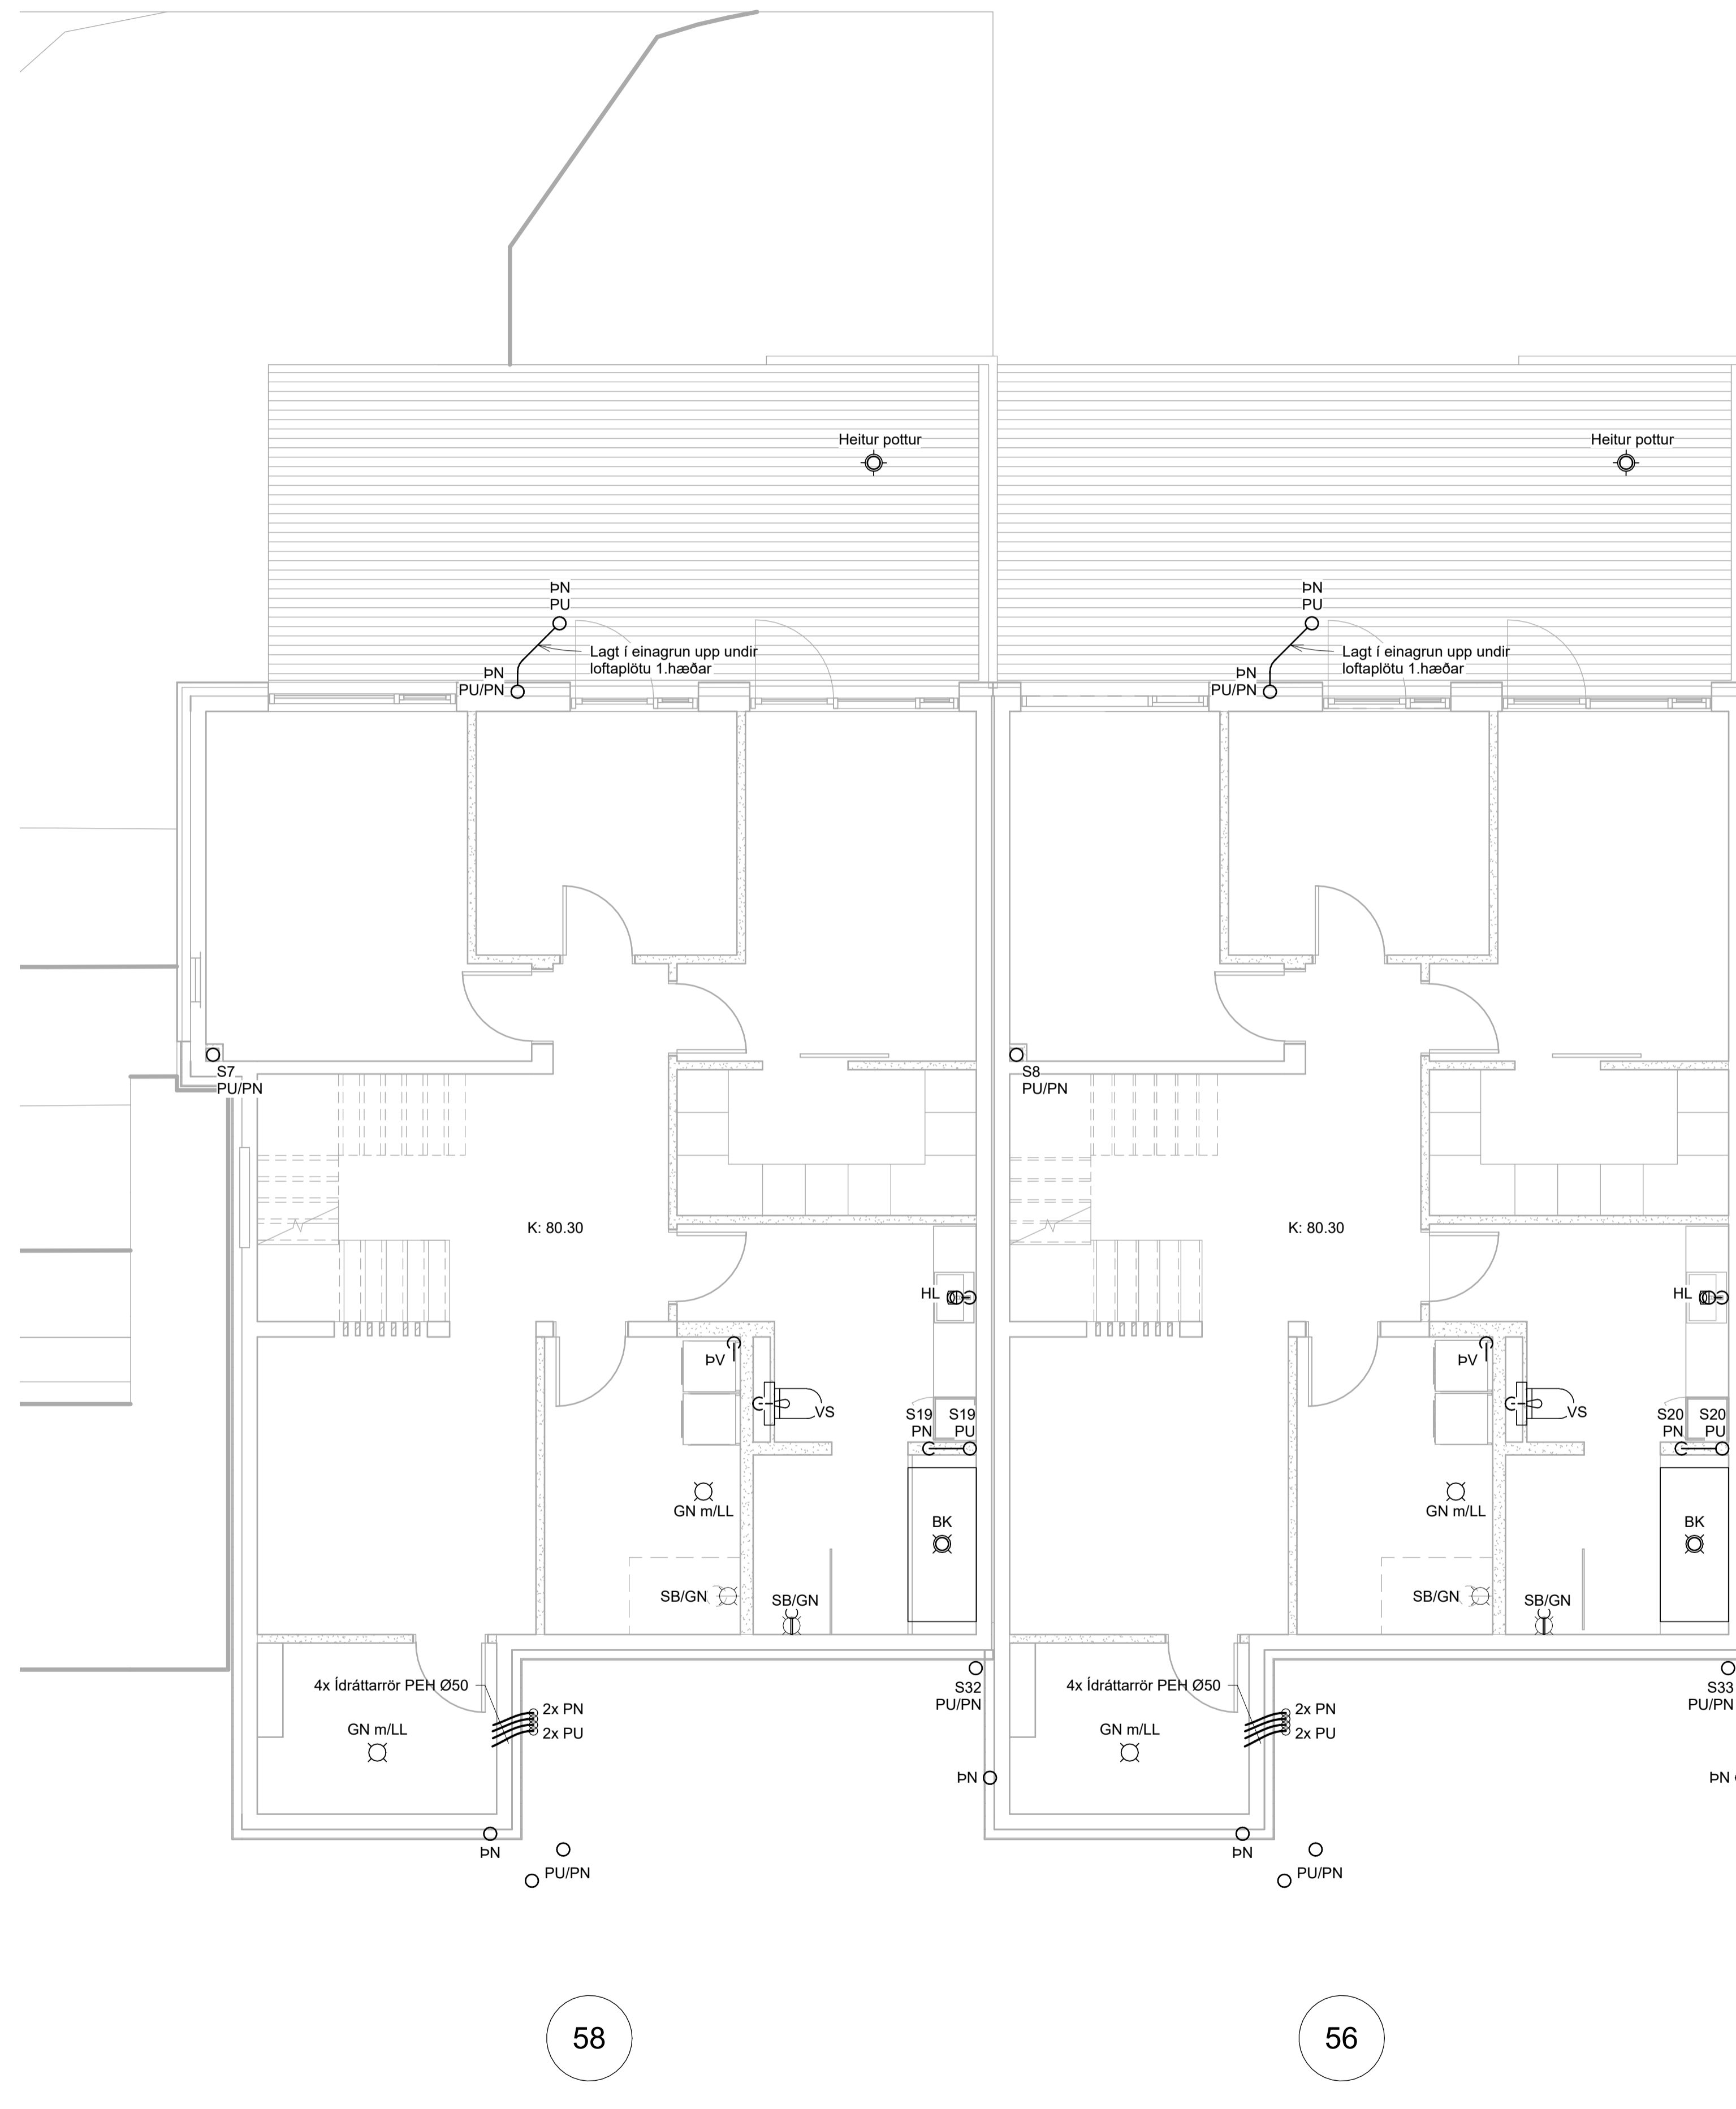 Heitur pottur
Heitur pottur
ÞN
PU
ÞN
PU
Lagt í einagrun upp undir
loftaplötu 1.hæðar
Lagt í einagrun upp undir
loftaplötu 1.hæðar
ÞN
PU/PN
ÞN
PU/PN
S7
PU/PN
S8
PU/PN
K: 80.30
K: 80.30
HL
HL
ÞV
ÞV
VS
VS
S19
PN
S19
PU
S20
PN
S20
PU
GN m/LL
GN m/LL
BK
BK
SB/GN
SB/GN
SB/GN
SB/GN
4x Ídráttarrör PEH Ø50
4x Ídráttarrör PEH Ø50
S32
PU/PN
S33
PU/PN
2x PN
2x PU
2x PN
2x PU
GN m/LL
GN m/LL
ÞN
ÞN
ÞN
ÞN
PU/PN
PU/PN
58
56